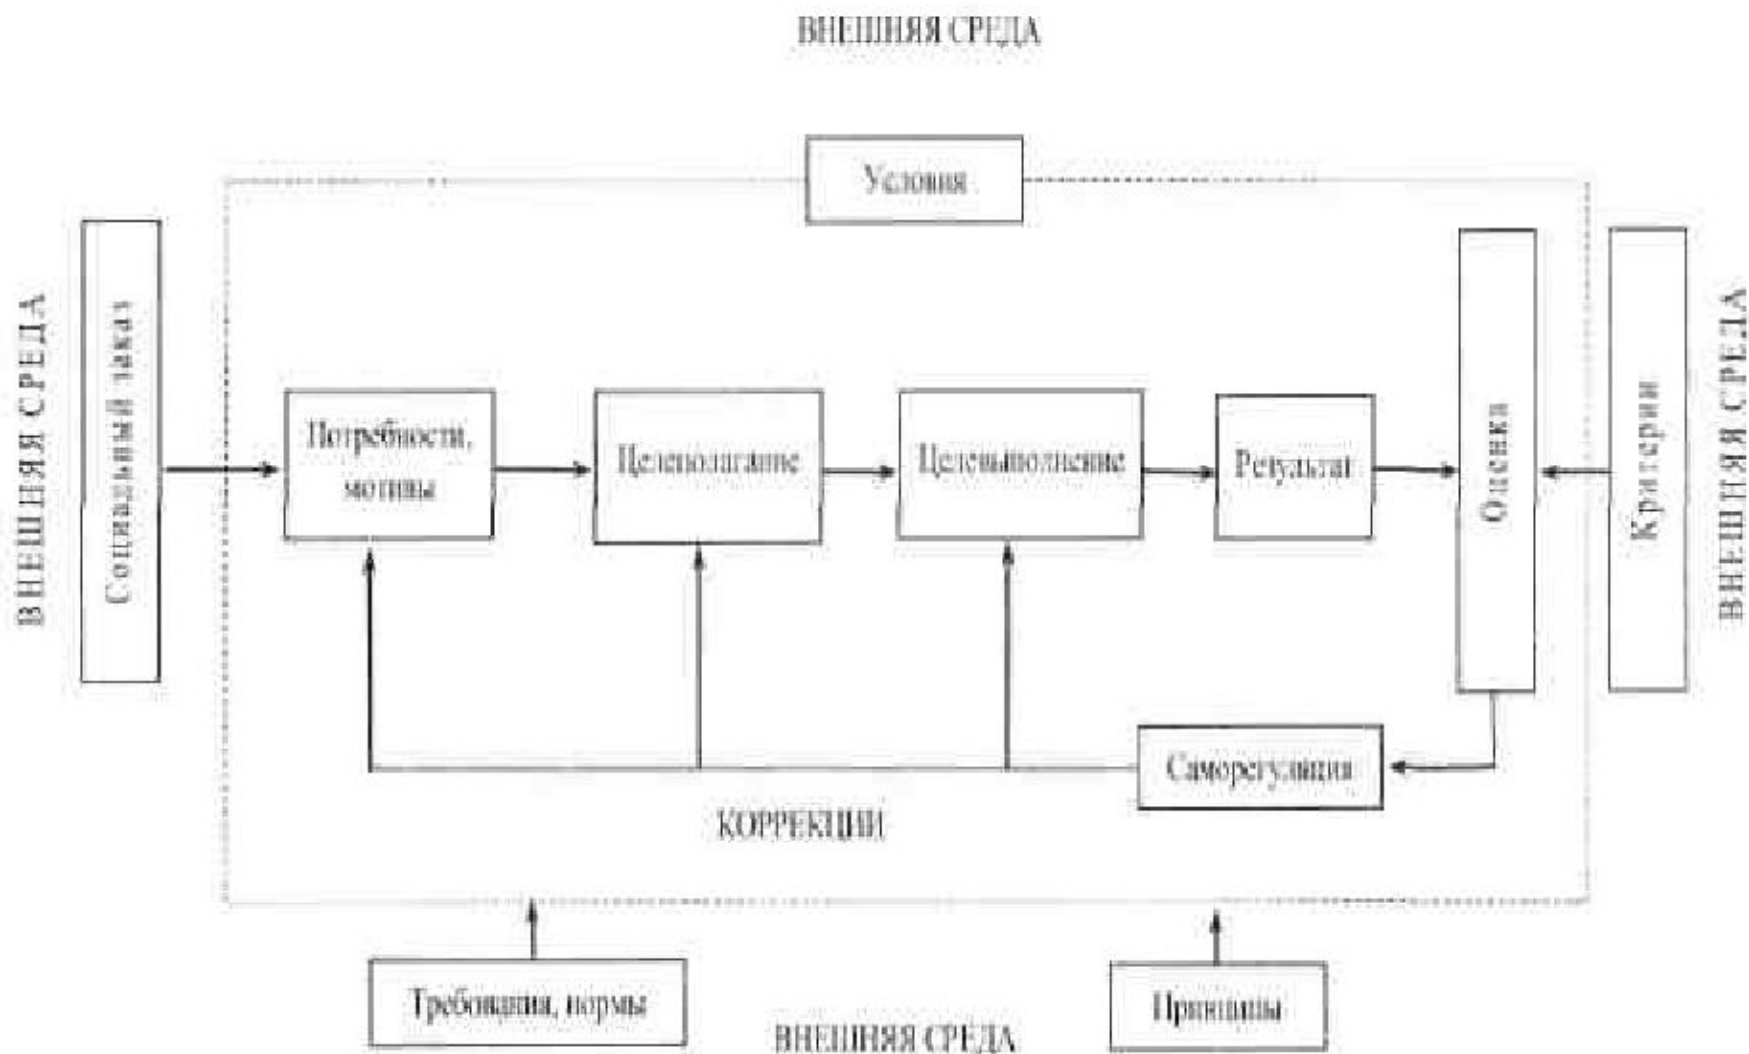 ВНЕШНЯЯ СРЕДА
Условия
ВНЕШНЯЯ СРЕДА
Социальный заказ
Потребности,
мотивы
Целеполагание
Целевыполнение
Результат
Оценки
Критерии
ВНЕШНЯЯ СРЕДА
Саморегуляция
КОРРЕКЦИИ
Требования, нормы
Принципы
ВНЕШНЯЯ СРЕДА